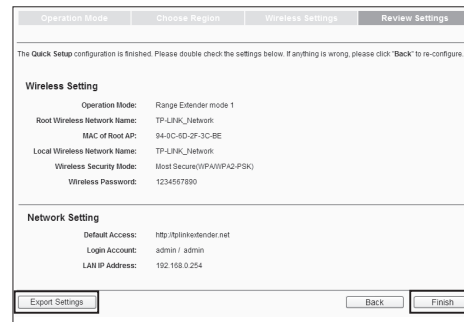 Operation Mode Choose Region Wireless Settings Review Settings
The Quick Setup configuration is finished. Please double check the settings below. If anything is wrong, please click "Back" to re-configure.
Wireless Setting
Operation Mode: Range Extender mode 1
Root Wireless Network Name: TP-LINK_Network
MAC of Root AP: 94-0C-6D-2F-3C-BE
Local Wireless Network Name: TP-LINK_Network
Wireless Security Mode: Most Secure(WPA/WPA2-PSK)
Wireless Password: 1234567890
Network Setting
Default Access: http://tplinkextender.net
Login Account: admin / admin
LAN IP Address: 192.168.0.254
Export Settings Back Finish